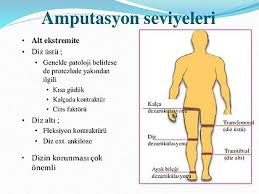 Amputasyon seviyeleri
• Alt ekstremite
• Diz üstü ;
• Genelde patoloji belirlese
de protezlede yakından
ilgili
• Kısa güdük
• Kalçada kontraktür
• Cins faktörü
• Diz altı ;
• Fleksiyon kontraktürü
• Diz ext. ankiloze
• Dizin korunması çok
önemli
Kalça
dezartikülasyonu
Transfemoral
(diz üstü)
Diz
dezartikülasyonu
Transtibial
(diz altı)
Ayak bileği
dezartikülasyonu